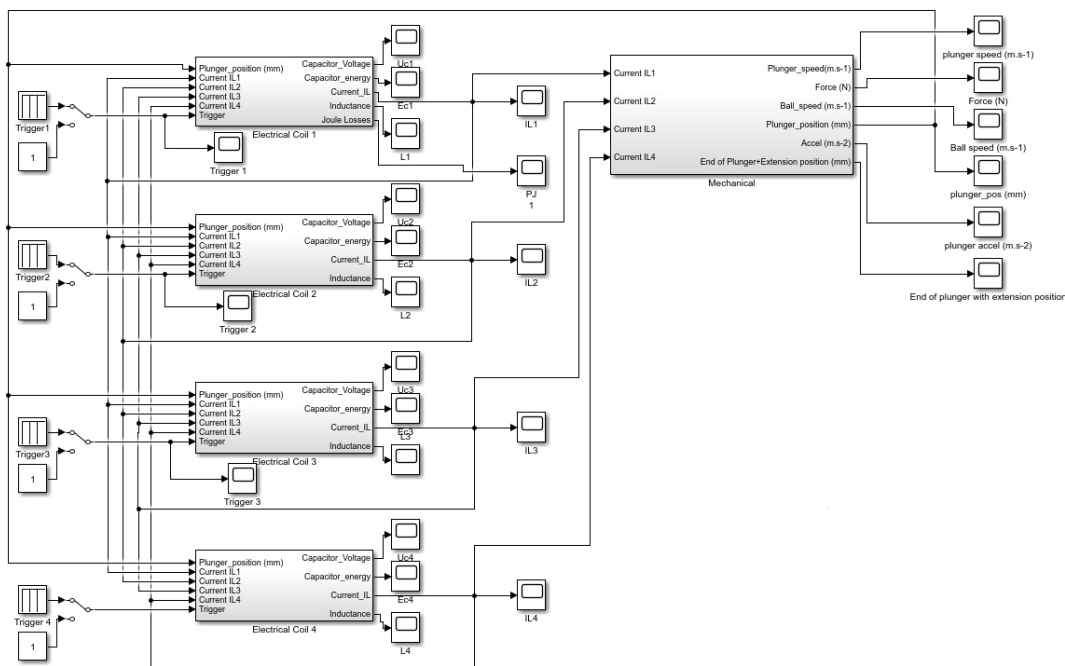 Plunger_position (mm)
Current IL1
Current IL2
Current IL3
Current IL4
Trigger
Capacitor_Voltage
Capacitor_energy
Current_IL
Inductance
Joule Losses
Electrical Coil 1
Trigger1
1
Trigger 1
Uc1
Ec1
L1
IL1
PJ
1
Current IL1
Current IL2
Current IL3
Current IL4
Plunger_speed(m.s-1)
Force (N)
Ball_speed (m.s-1)
Plunger_position (mm)
Accel (m.s-2)
End of Plunger+Extension position (mm)
Mechanical
plunger speed (m.s-1)
Force (N)
Ball speed (m.s-1)
plunger_pos (mm)
plunger accel (m.s-2)
End of plunger with extension position
Plunger_position (mm)
Current IL1
Current IL2
Current IL3
Current IL4
Trigger
Capacitor_Voltage
Capacitor_energy
Current_IL
Inductance
Electrical Coil 2
Trigger2
1
Trigger 2
Uc2
Ec2
L2
IL2
Plunger_position (mm)
Current IL1
Current IL2
Current IL3
Current IL4
Trigger
Capacitor_Voltage
Capacitor_energy
Current_IL
Inductance
Electrical Coil 3
Trigger3
1
Trigger 3
Uc3
Ec3
L3
IL3
Plunger_position (mm)
Current IL1
Current IL2
Current IL3
Current IL4
Trigger
Capacitor_Voltage
Capacitor_energy
Current_IL
Inductance
Electrical Coil 4
Trigger 4
1
Uc4
Ec4
L4
IL4